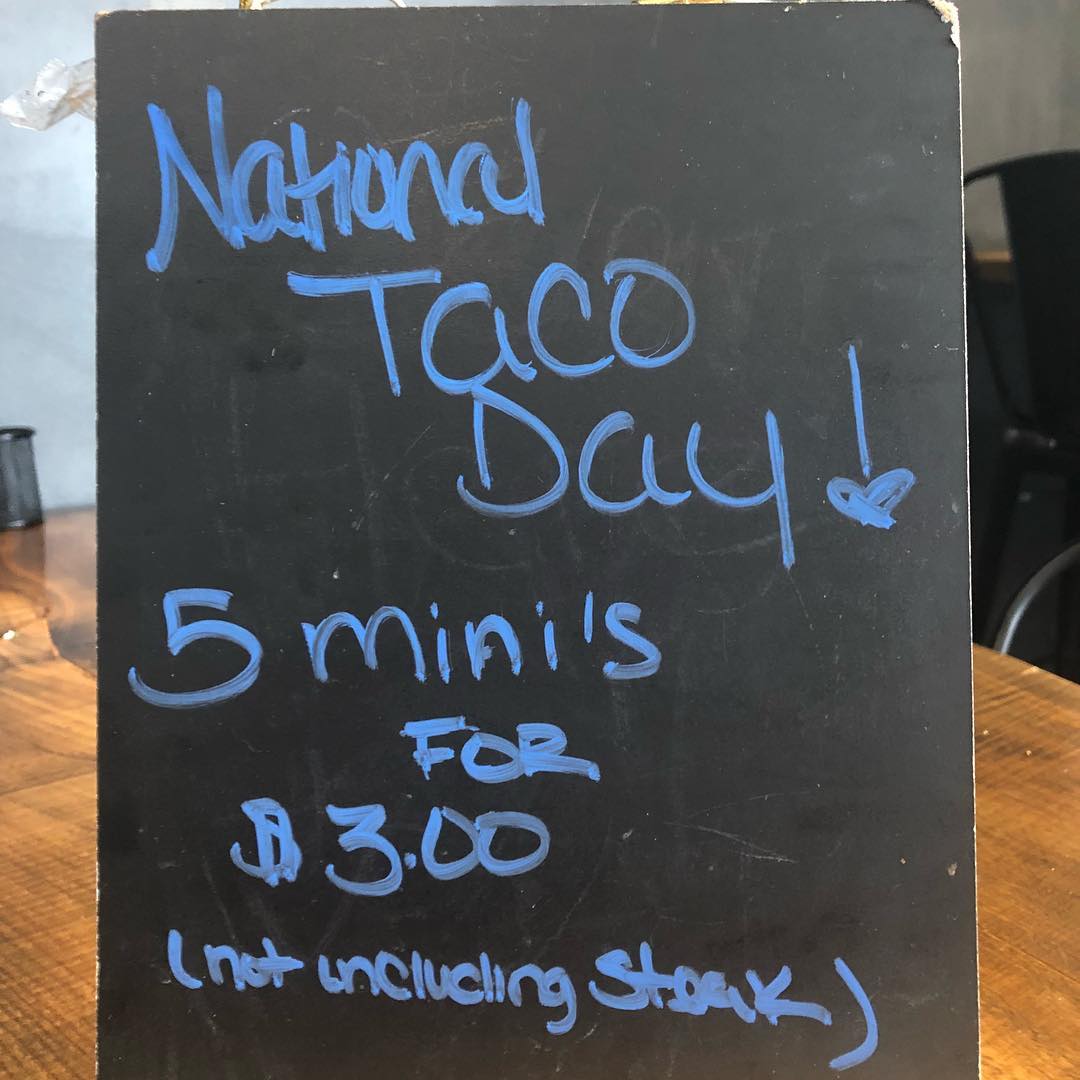 National
Taco
Day!
5 mini's
FOR
$3.00
(not including Steak)